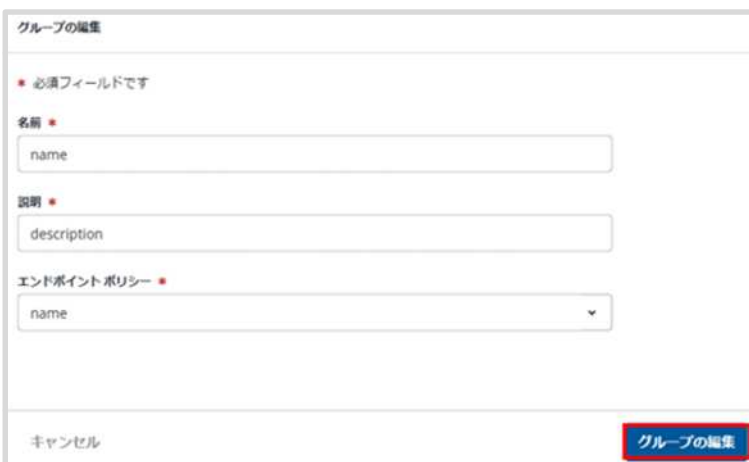 グループの編集
* 必須フィールドです
名前 *
name
説明 *
description
エンドポイント ポリシー *
name
キャンセル
グループの編集